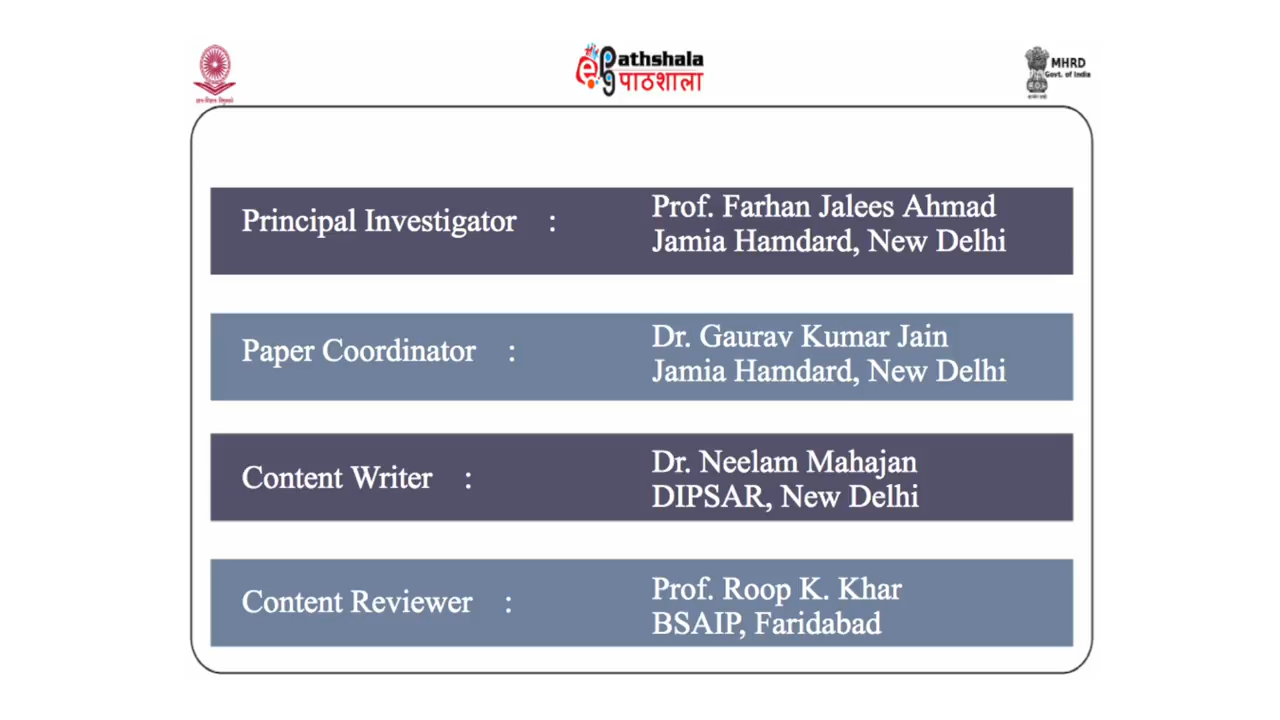 ePathshala
पाठशाला
MHRD
Govt. of India
Principal Investigator :
Prof. Farhan Jalees Ahmad
Jamia Hamdard, New Delhi
Paper Coordinator :
Dr. Gaurav Kumar Jain
Jamia Hamdard, New Delhi
Content Writer :
Dr. Neelam Mahajan
DIPSAR, New Delhi
Content Reviewer :
Prof. Roop K. Khar
BSAIP, Faridabad